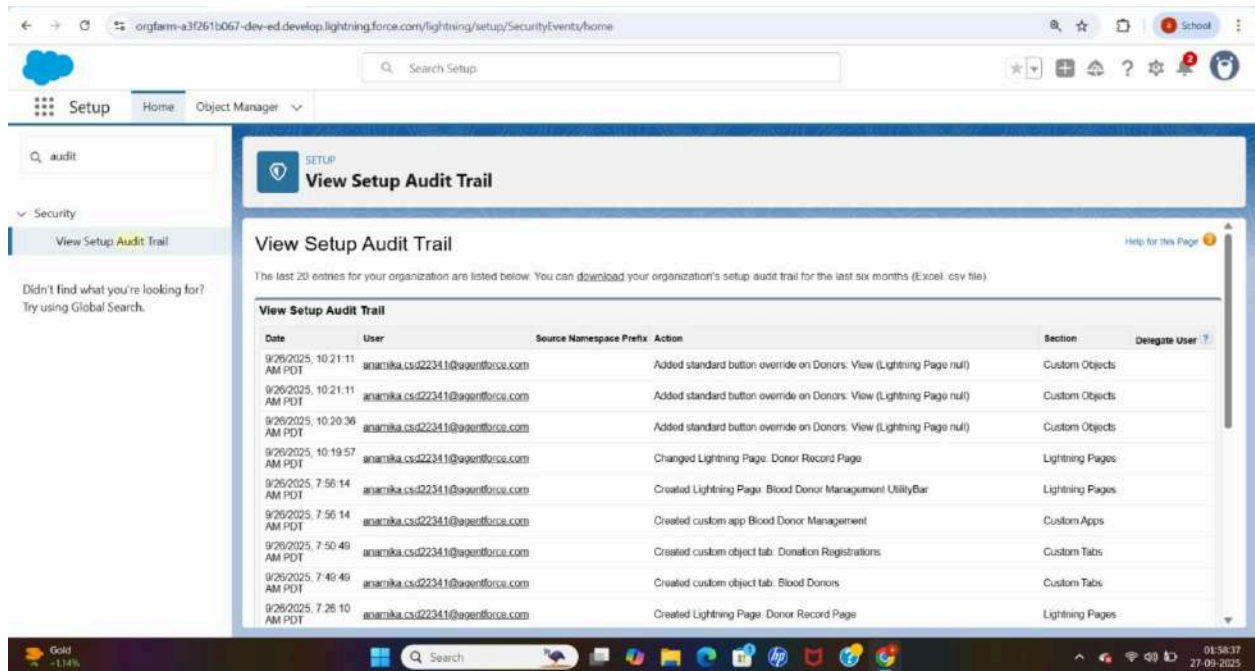 orgfarm-a3f261b067-dev-ed.develop.lightning.force.com/lightning/setup/SecurityEvents/home
School
Search Setup
2
Setup Home Object Manager
audit
SETUP
View Setup Audit Trail
Security
View Setup Audit Trail
Didn't find what you're looking for?
Try using Global Search.
View Setup Audit Trail
Help for this Page
The last 20 entries for your organization are listed below. You can download your organization's setup audit trail for the last six months (Excel .csv file).
View Setup Audit Trail
Date User Source Namespace Prefix Action Section Delegate User ?
9/26/2025, 10:21:11 AM PDT anamika.csd22341@agentforce.com Added standard button override on Donors: View (Lightning Page null) Custom Objects
9/26/2025, 10:21:11 AM PDT anamika.csd22341@agentforce.com Added standard button override on Donors: View (Lightning Page null) Custom Objects
9/26/2025, 10:20:36 AM PDT anamika.csd22341@agentforce.com Added standard button override on Donors: View (Lightning Page null) Custom Objects
9/26/2025, 10:19:57 AM PDT anamika.csd22341@agentforce.com Changed Lightning Page: Donor Record Page Lightning Pages
9/26/2025, 7:56:14 AM PDT anamika.csd22341@agentforce.com Created Lightning Page: Blood Donor Management UtilityBar Lightning Pages
9/26/2025, 7:56:14 AM PDT anamika.csd22341@agentforce.com Created custom app Blood Donor Management Custom Apps
9/26/2025, 7:50:49 AM PDT anamika.csd22341@agentforce.com Created custom object tab: Donation Registrations Custom Tabs
9/26/2025, 7:49:49 AM PDT anamika.csd22341@agentforce.com Created custom object tab: Blood Donors Custom Tabs
9/26/2025, 7:26:10 AM PDT anamika.csd22341@agentforce.com Created Lightning Page: Donor Record Page Lightning Pages
Gold
-1.14%
Search
hp
01:58:37
27-09-2025